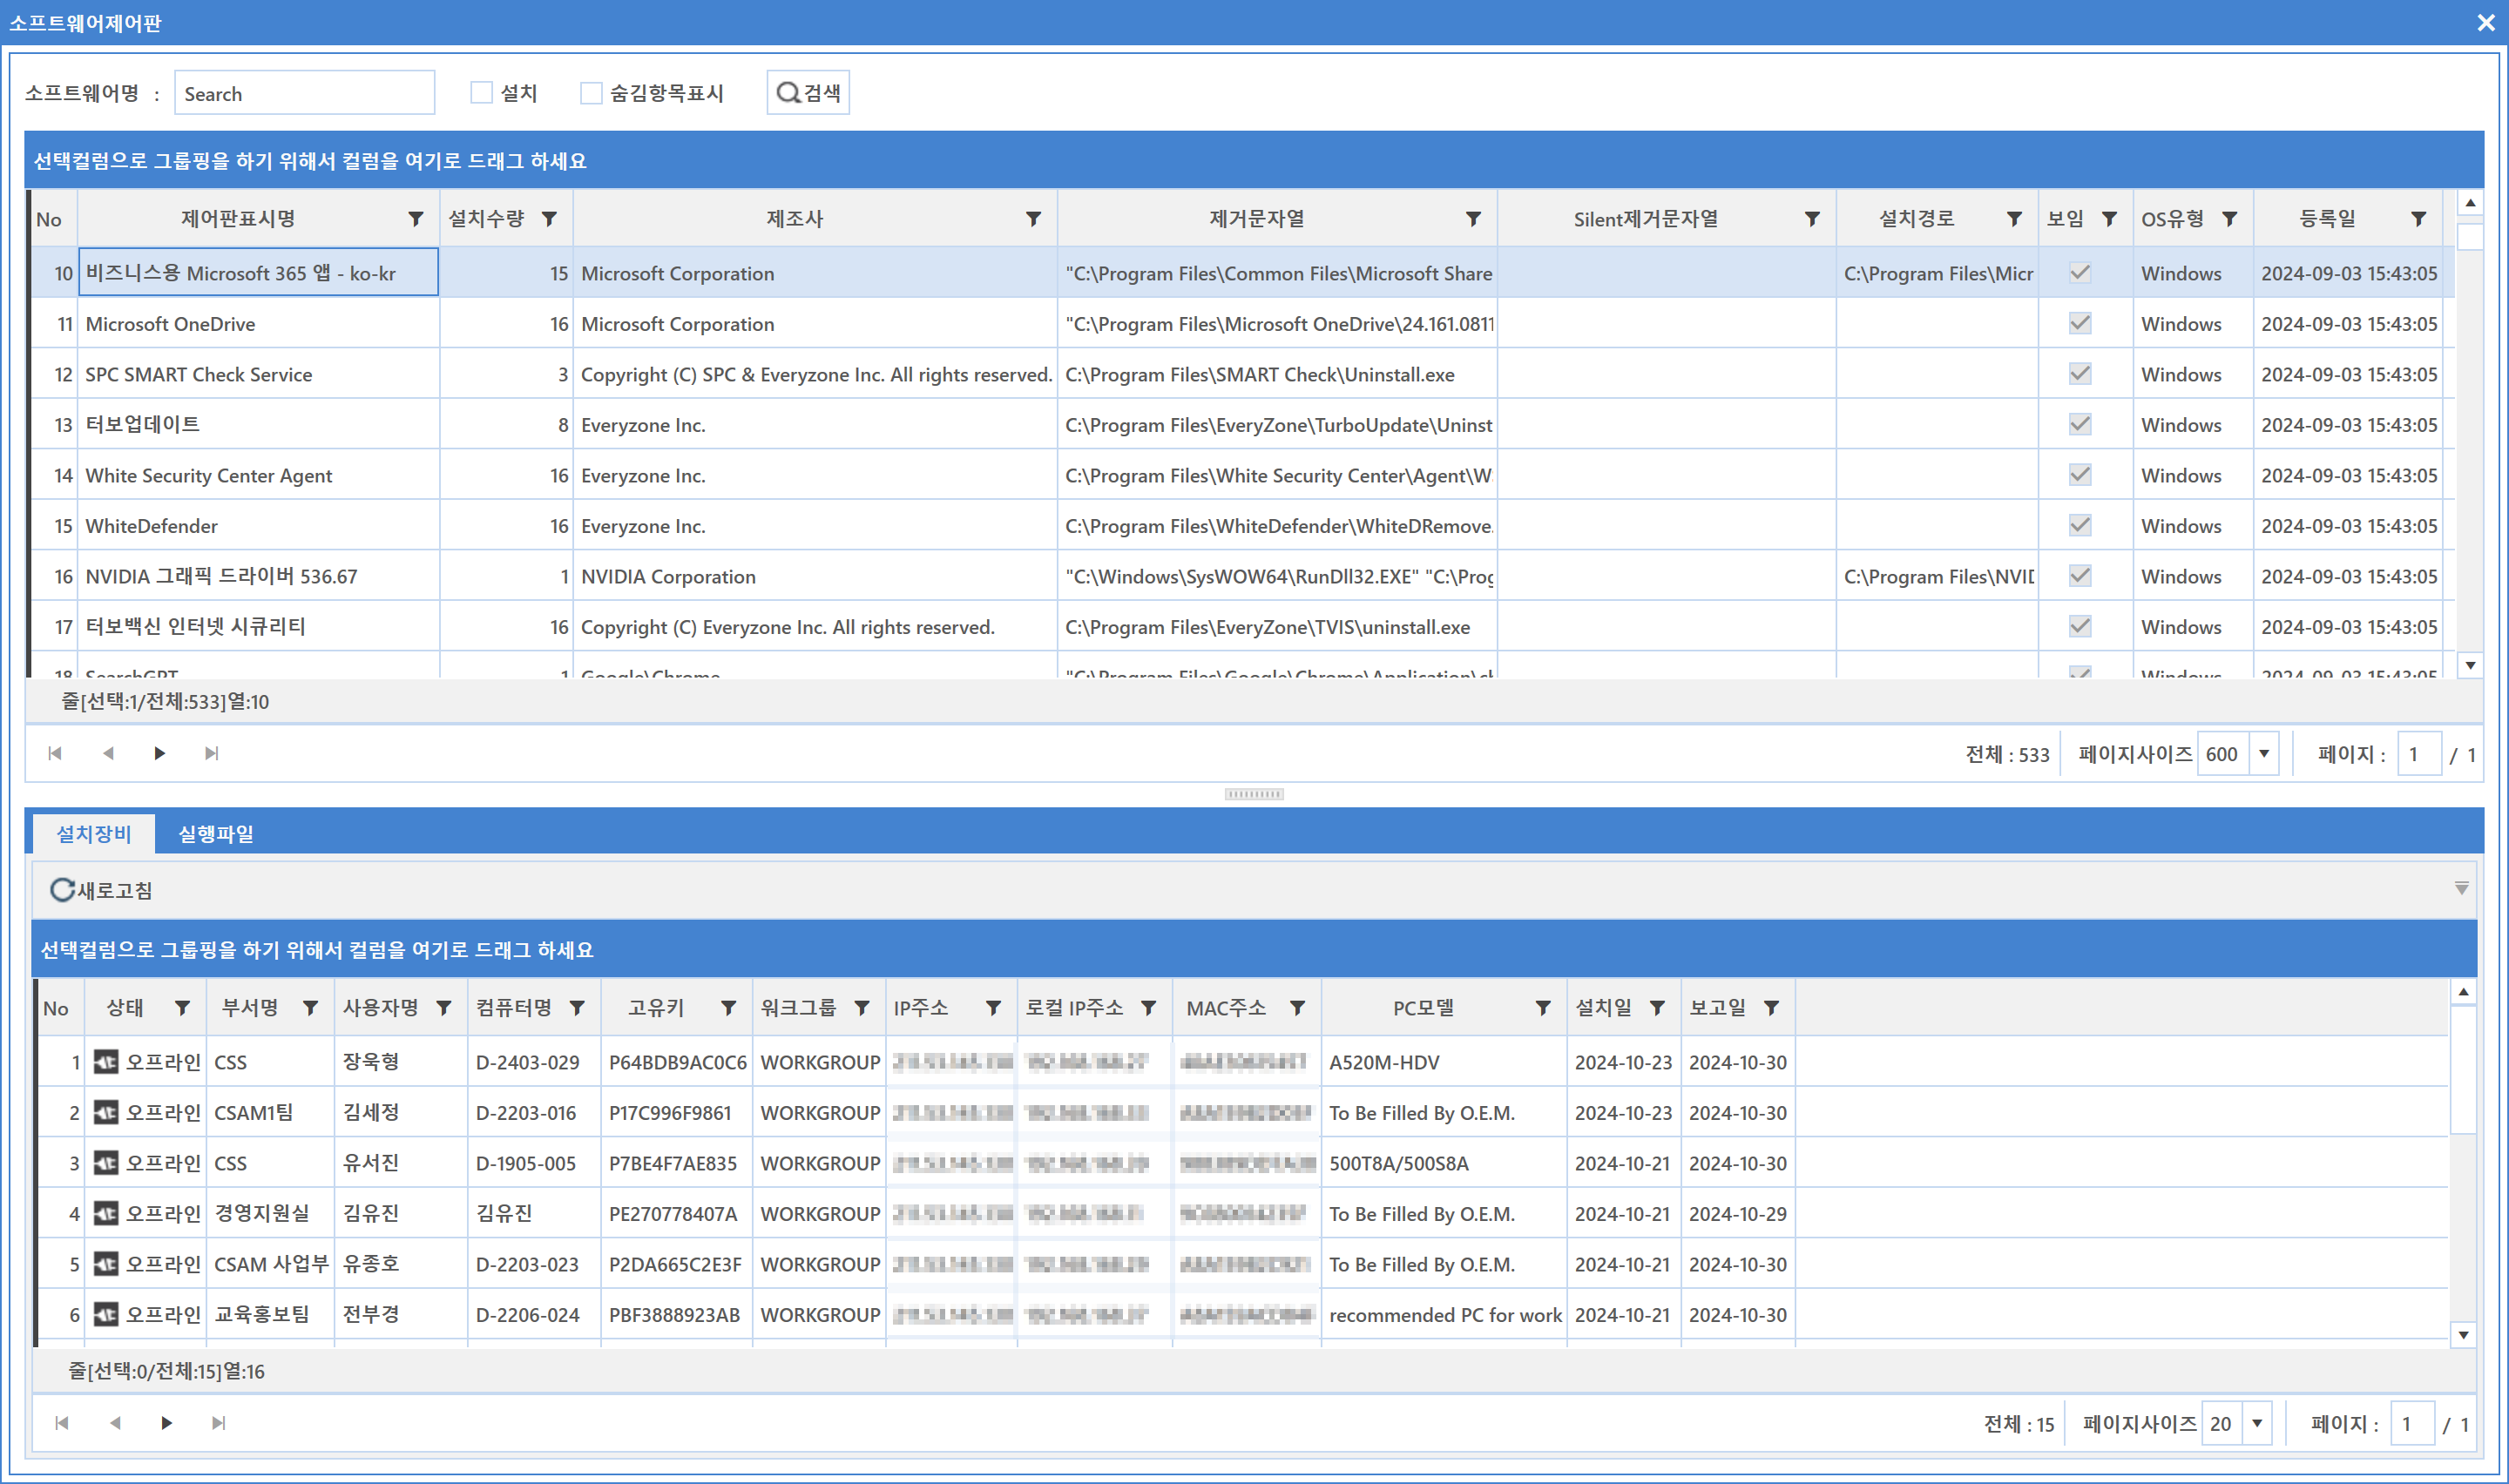 소프트웨어제어판
소프트웨어명 : Search 설치 숨김항목표시 검색
선택컬럼으로 그룹핑을 하기 위해서 컬럼을 여기로 드래그 하세요
No 제어판표시명 설치수량 제조사 제거문자열 Silent제거문자열 설치경로 보임 OS유형 등록일
10 비즈니스용 Microsoft 365 앱 - ko-kr 15 Microsoft Corporation "C:\Program Files\Common Files\Microsoft Share C:\Program Files\Micr Windows 2024-09-03 15:43:05
11 Microsoft OneDrive 16 Microsoft Corporation "C:\Program Files\Microsoft OneDrive\24.161.0811 Windows 2024-09-03 15:43:05
12 SPC SMART Check Service 3 Copyright (C) SPC & Everyzone Inc. All rights reserved. C:\Program Files\SMART Check\Uninstall.exe Windows 2024-09-03 15:43:05
13 터보업데이트 8 Everyzone Inc. C:\Program Files\EveryZone\TurboUpdate\Uninst Windows 2024-09-03 15:43:05
14 White Security Center Agent 16 Everyzone Inc. C:\Program Files\White Security Center\Agent\W Windows 2024-09-03 15:43:05
15 WhiteDefender 16 Everyzone Inc. C:\Program Files\WhiteDefender\WhiteDRemove. Windows 2024-09-03 15:43:05
16 NVIDIA 그래픽 드라이버 536.67 1 NVIDIA Corporation "C:\Windows\SysWOW64\RunDll32.EXE" "C:\Prog C:\Program Files\NVID Windows 2024-09-03 15:43:05
17 터보백신 인터넷 시큐리티 16 Copyright (C) Everyzone Inc. All rights reserved. C:\Program Files\EveryZone\TVIS\uninstall.exe Windows 2024-09-03 15:43:05
18 SearchGPT 1 Google\Chrome "C:\Program Files\Google\Chrome\Application\ch Windows 2024-09-03 15:43:05
줄[선택:1/전체:533]열:10
전체 : 533 페이지사이즈 600 페이지 : 1 / 1
설치장비 실행파일
새로고침
선택컬럼으로 그룹핑을 하기 위해서 컬럼을 여기로 드래그 하세요
No 상태 부서명 사용자명 컴퓨터명 고유키 워크그룹 IP주소 로컬 IP주소 MAC주소 PC모델 설치일 보고일
1 오프라인 CSS 장욱형 D-2403-029 P64BDB9AC0C6 WORKGROUP A520M-HDV 2024-10-23 2024-10-30
2 오프라인 CSAM1팀 김세정 D-2203-016 P17C996F9861 WORKGROUP To Be Filled By O.E.M. 2024-10-23 2024-10-30
3 오프라인 CSS 유서진 D-1905-005 P7BE4F7AE835 WORKGROUP 500T8A/500S8A 2024-10-21 2024-10-30
4 오프라인 경영지원실 김유진 김유진 PE270778407A WORKGROUP To Be Filled By O.E.M. 2024-10-21 2024-10-29
5 오프라인 CSAM 사업부 유종호 D-2203-023 P2DA665C2E3F WORKGROUP To Be Filled By O.E.M. 2024-10-21 2024-10-30
6 오프라인 교육홍보팀 전부경 D-2206-024 PBF3888923AB WORKGROUP recommended PC for work 2024-10-21 2024-10-30
줄[선택:0/전체:15]열:16
전체 : 15 페이지사이즈 20 페이지 : 1 / 1